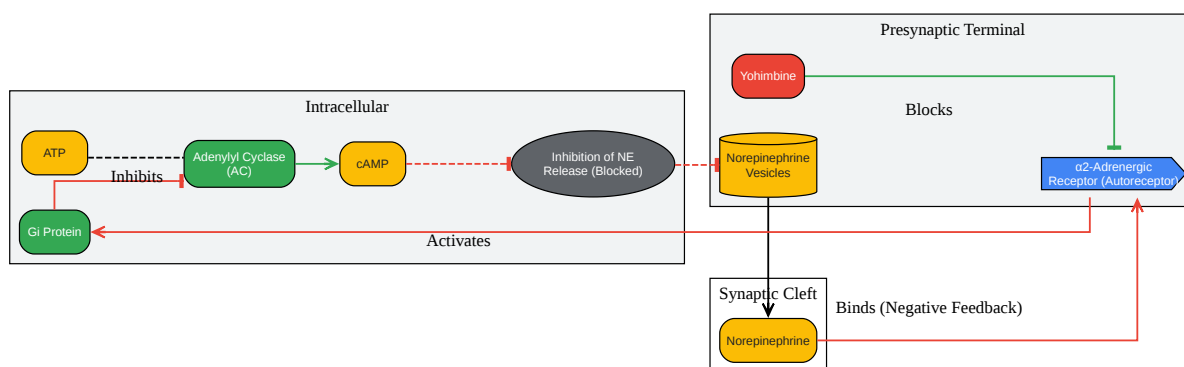 Presynaptic Terminal
Yohimbine
Blocks
Intracellular
ATP
Adenylyl Cyclase
(AC)
cAMP
Inhibition of NE
Release (Blocked)
Norepinephrine
Vesicles
α2-Adrenergic
Receptor (Autoreceptor)
Inhibits
Gi Protein
Activates
Synaptic Cleft
Binds (Negative Feedback)
Norepinephrine